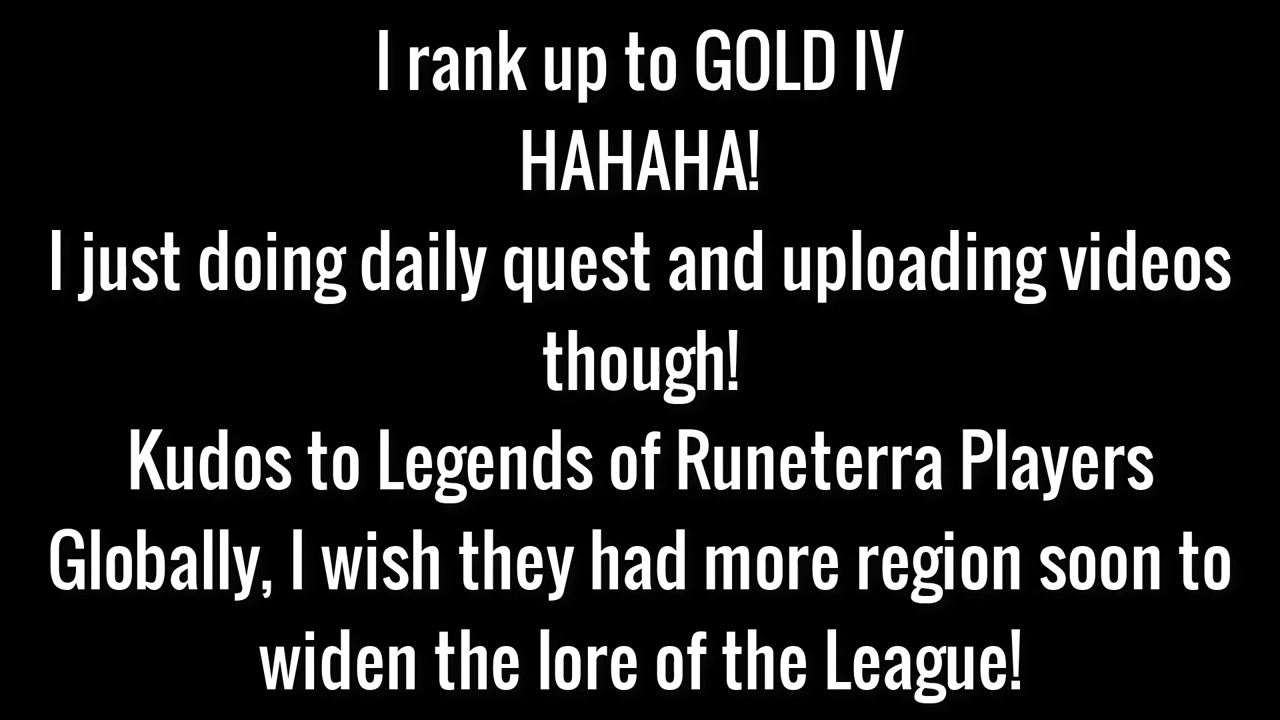 I rank up to GOLD IV
HAHAHA!
I just doing daily quest and uploading videos
though!
Kudos to Legends of Runeterra Players
Globally, I wish they had more region soon to
widen the lore of the League!